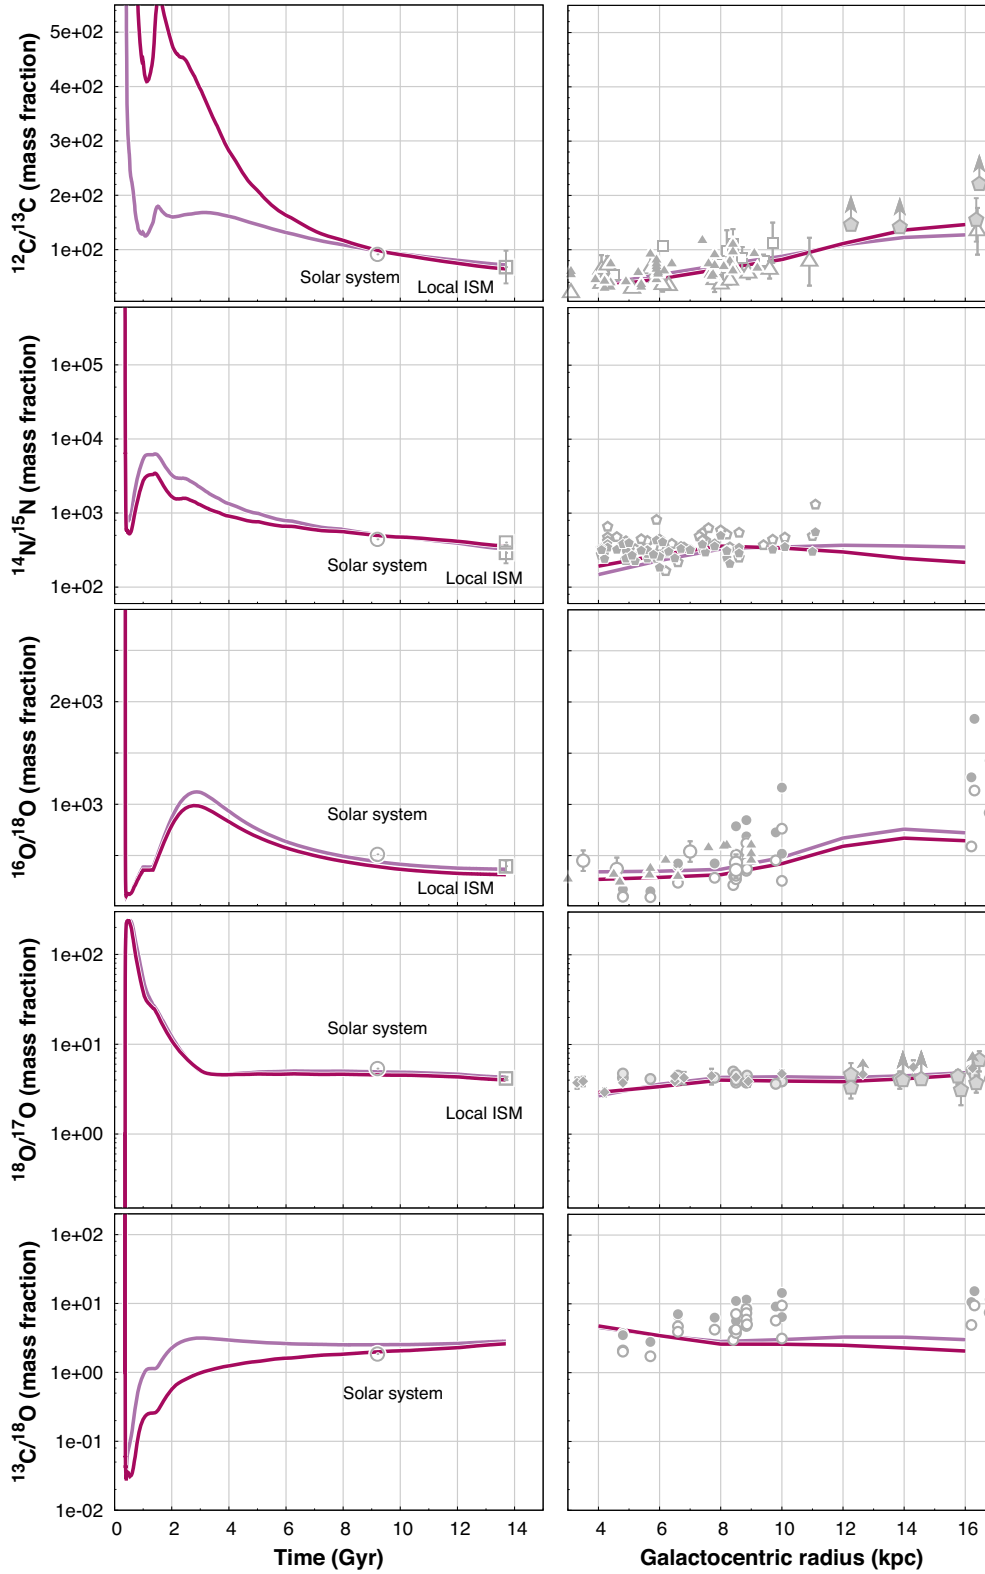 ¹²C/¹³C (mass fraction)
5e+02
4e+02
3e+02
2e+02
1e+02
Solar system
Local ISM
¹⁴N/¹⁵N (mass fraction)
1e+05
1e+04
1e+03
1e+02
Solar system
Local ISM
¹⁶O/¹⁸O (mass fraction)
2e+03
1e+03
Solar system
Local ISM
¹⁸O/¹⁷O (mass fraction)
1e+02
1e+01
1e+00
Solar system
Local ISM
¹³C/¹⁸O (mass fraction)
1e+02
1e+01
1e+00
1e-01
1e-02
Solar system
0 2 4 6 8 10 12 14
Time (Gyr)
4 6 8 10 12 14 16
Galactocentric radius (kpc)